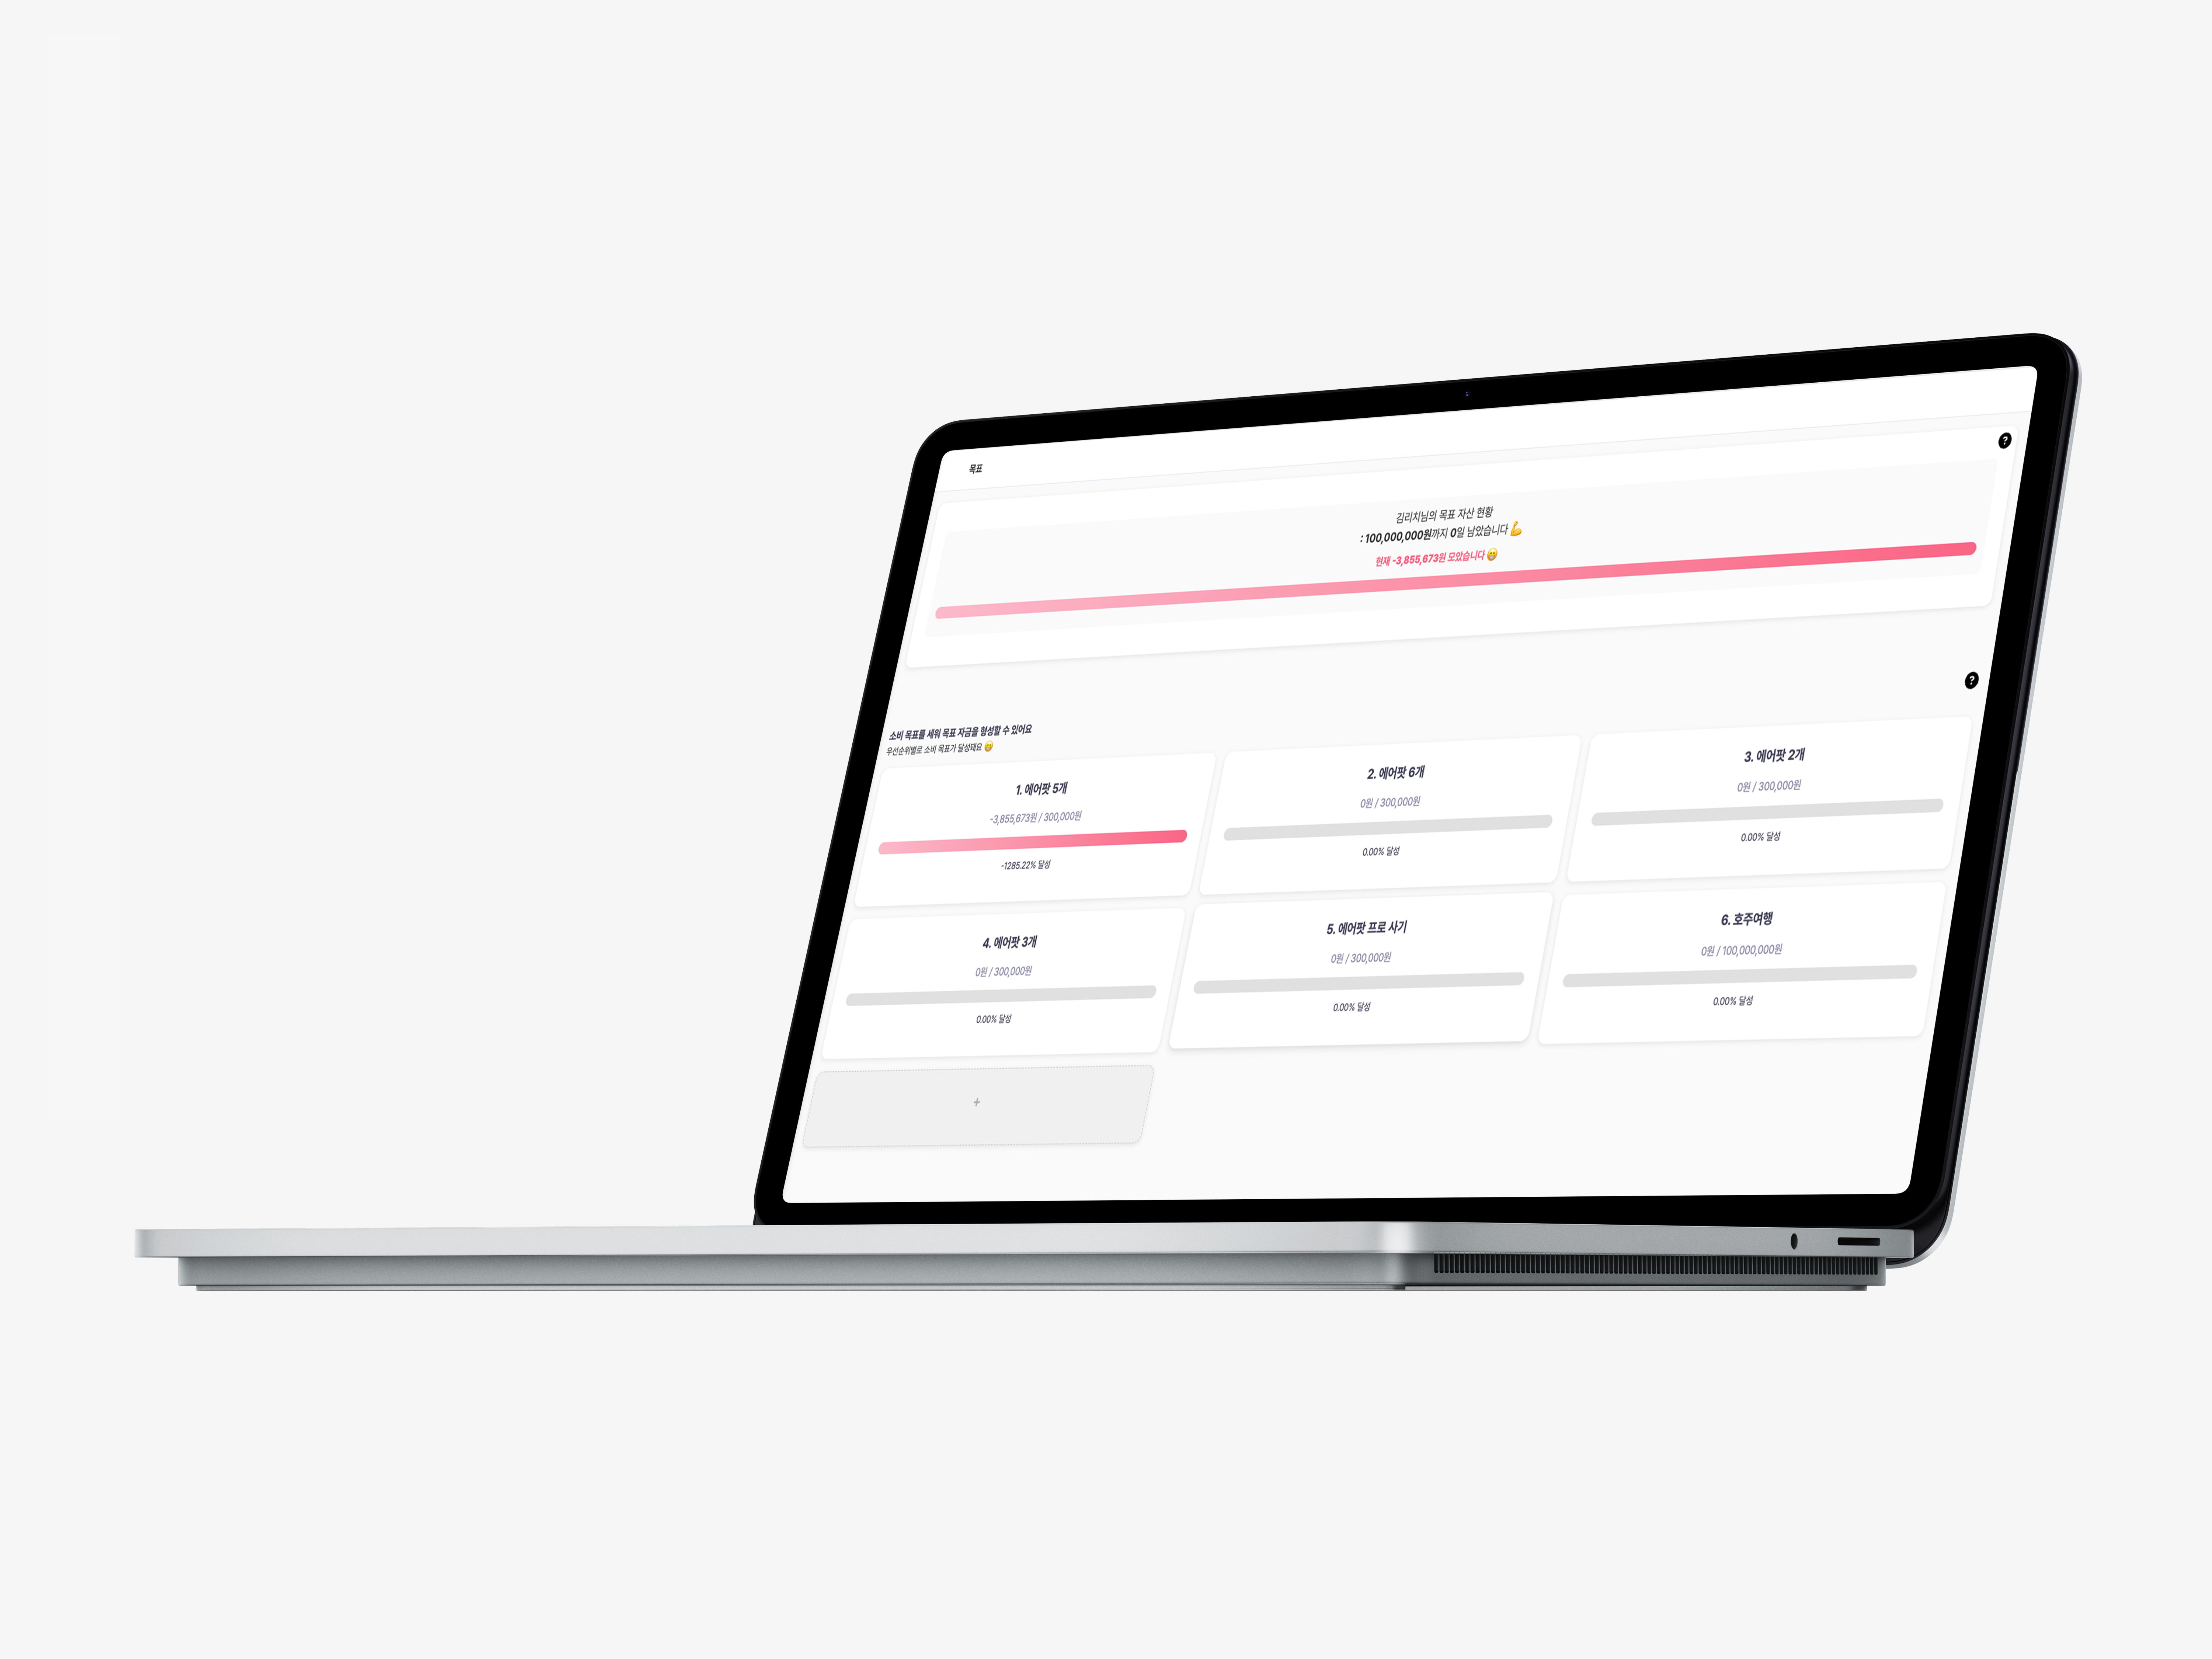 목표
?
김리치님의 목표 자산 현황
: 100,000,000원까지 0일 남았습니다 💪
현재 -3,855,673원 모았습니다 😁
?
소비 목표를 세워 목표 자금을 형성할 수 있어요
우선순위별로 소비 목표가 달성돼요 😁
1. 에어팟 5개
-3,855,673원 / 300,000원
-1285.22% 달성
2. 에어팟 6개
0원 / 300,000원
0.00% 달성
3. 에어팟 2개
0원 / 300,000원
0.00% 달성
4. 에어팟 3개
0원 / 300,000원
0.00% 달성
5. 에어팟 프로 사기
0원 / 300,000원
0.00% 달성
6. 호주여행
0원 / 100,000,000원
0.00% 달성
+